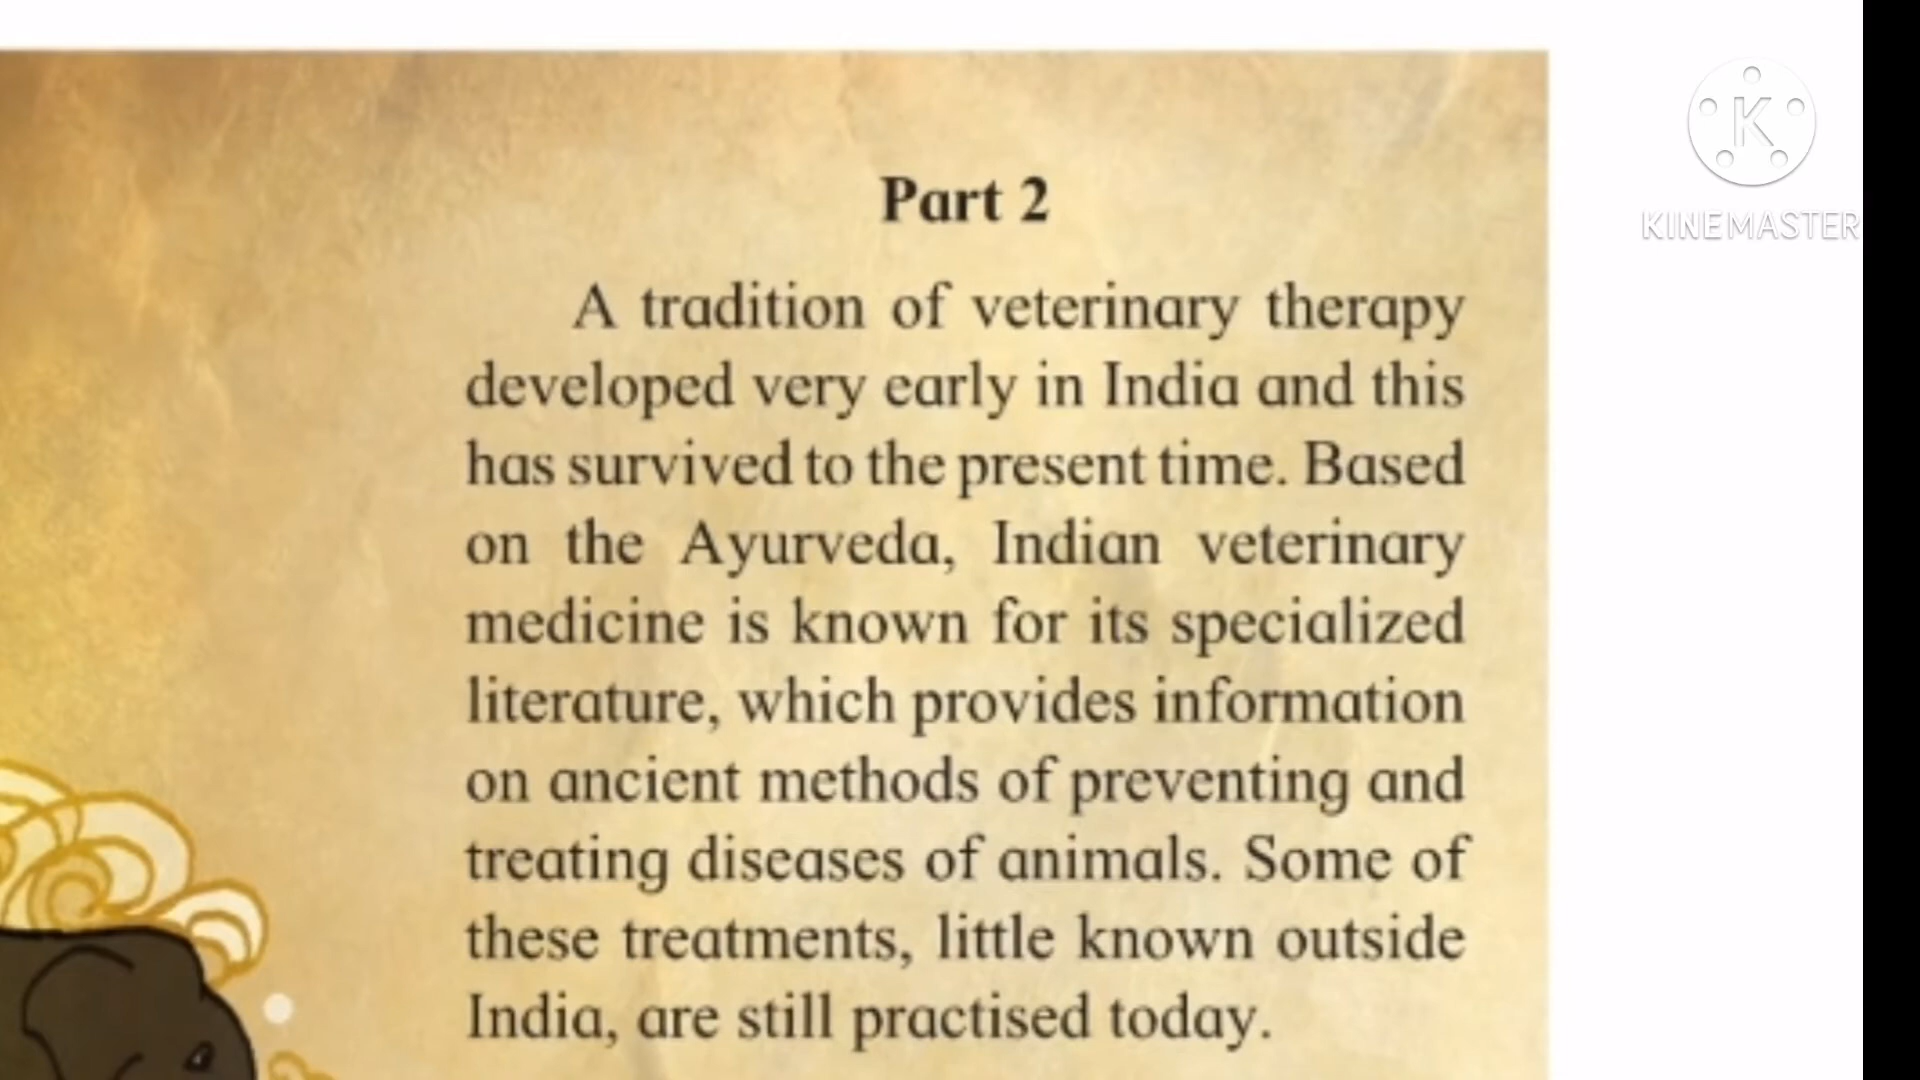 Part 2
A tradition of veterinary therapy
developed very early in India and this
has survived to the present time. Based
on the Ayurveda, Indian veterinary
medicine is known for its specialized
literature, which provides information
on ancient methods of preventing and
treating diseases of animals. Some of
these treatments, little known outside
India, are still practised today.
K
KINEMASTER